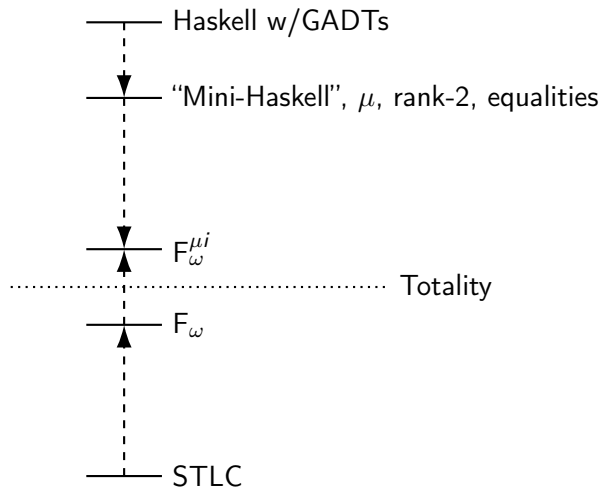 Haskell w/GADTs
“Mini-Haskell”, μ, rank-2, equalities
F_ω^{μi}
Totality
F_ω
STLC